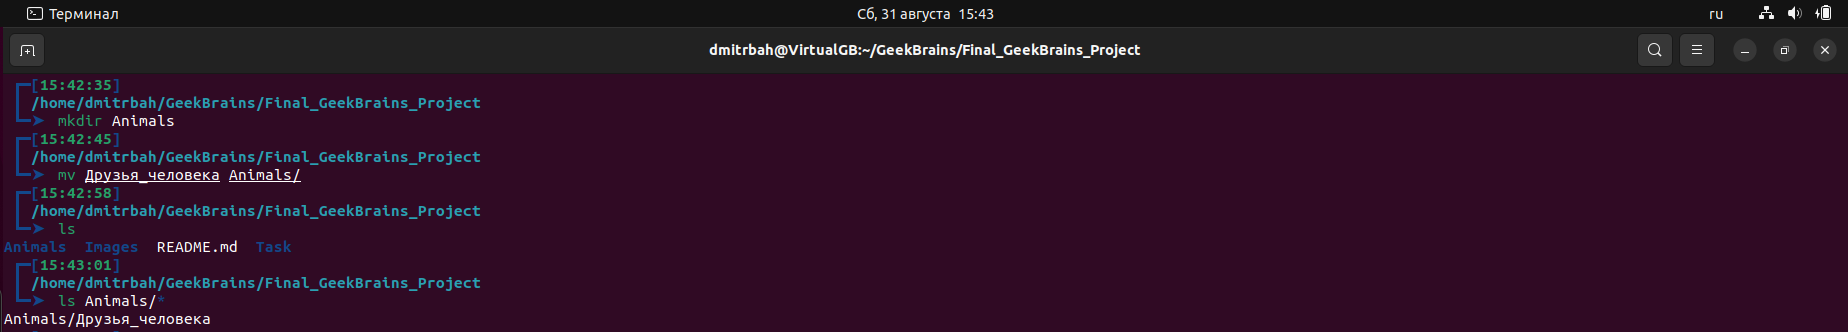 Терминал
Сб, 31 августа 15:43
ru
dmitrbah@VirtualGB:~/GeekBrains/Final_GeekBrains_Project
[15:42:35]
/home/dmitrbah/GeekBrains/Final_GeekBrains_Project
mkdir Animals
[15:42:45]
/home/dmitrbah/GeekBrains/Final_GeekBrains_Project
mv Друзья_человека Animals/
[15:42:58]
/home/dmitrbah/GeekBrains/Final_GeekBrains_Project
ls
Animals Images README.md Task
[15:43:01]
/home/dmitrbah/GeekBrains/Final_GeekBrains_Project
ls Animals/*
Animals/Друзья_человека